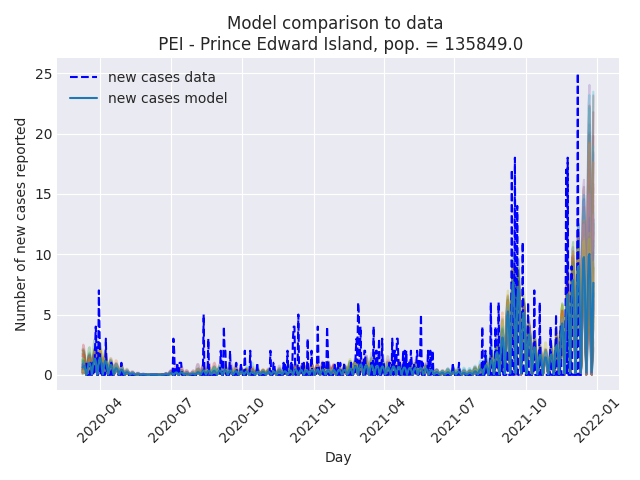 Model comparison to data
PEI - Prince Edward Island, pop. = 135849.0
new cases data
new cases model
Number of new cases reported
25
20
15
10
5
0
2020-04
2020-07
2020-10
2021-01
2021-04
2021-07
2021-10
2022-01
Day